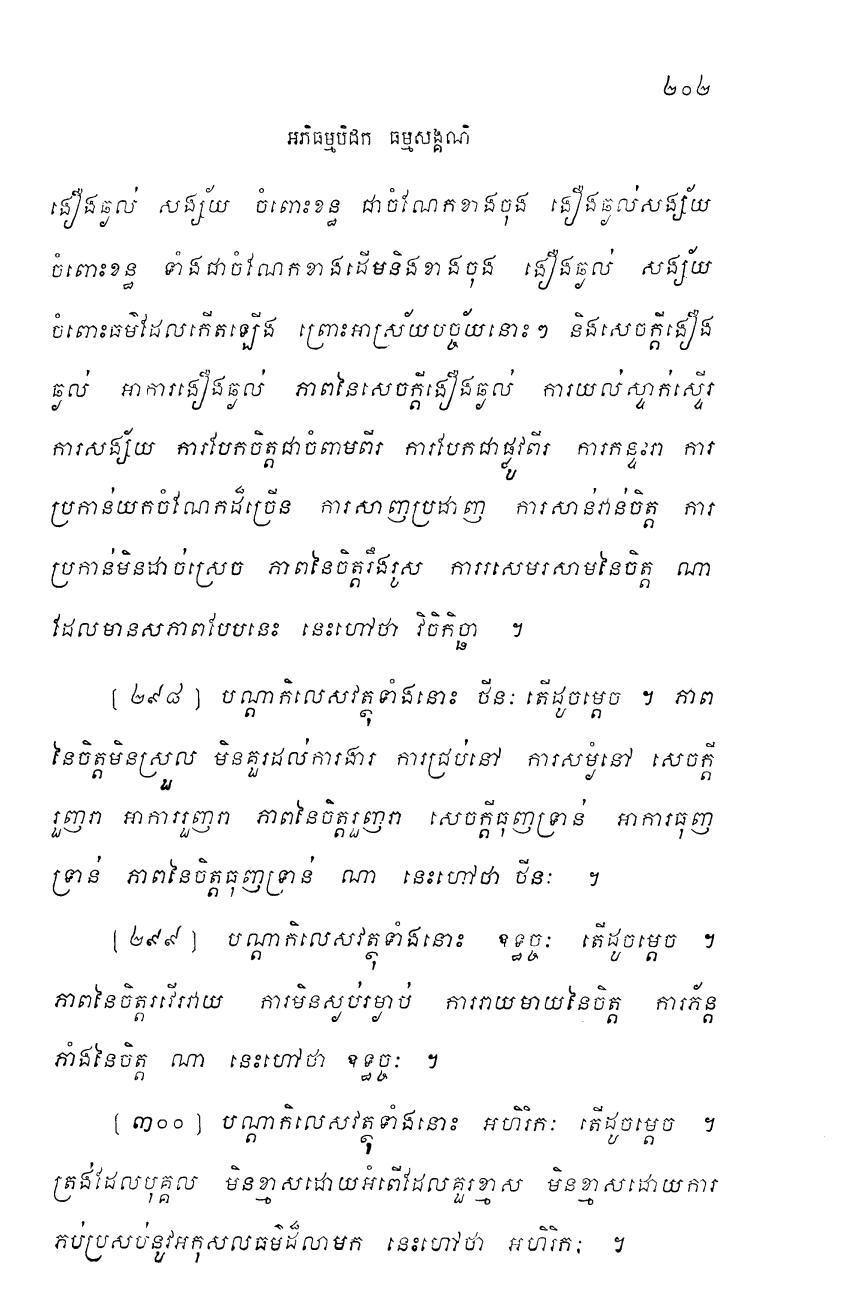 ២០២
អភិធម្មបិដក ធម្មសង្គណិ
ងឿងឆ្ងល់ សង្ស័យ ចំពោះខន្ធ ជាចំណែកខាងចុង ងឿងឆ្ងល់សង្ស័យ
ចំពោះខន្ធ ទាំងជាចំណែកខាងដើមនិងខាងចុង ងឿងឆ្ងល់ សង្ស័យ
ចំពោះធម៌ដែលកើតឡើង ព្រោះអាស្រ័យបច្ច័យនោះៗ និងសេចក្តីងឿង
ឆ្ងល់ អាការងឿងឆ្ងល់ ភាពនៃសេចក្តីងឿងឆ្ងល់ ការយល់ស្ទាក់ស្ទើរ
ការសង្ស័យ ការបែកចិត្តជាចំពាមពីរ ការបែកជាផ្លូវពីរ ការកន្ទះរា ការ
ប្រកាន់យកចំណែកដ៏ច្រើន ការសាញប្រដាញ ការសាន់វាន់ចិត្ត ការ
ប្រកាន់មិនដាច់ស្រេច ភាពនៃចិត្តរឹងរូស ការរសេមរសាមនៃចិត្ត ណា
ដែលមានសភាពបែបនេះ នេះហៅថា វិចិកិច្ឆា ។
[២៩៨] បណ្តាកិលេសវត្ថុទាំងនោះ ថីនៈ តើដូចម្តេច ។ ភាព
នៃចិត្តមិនស្រួល មិនគួរដល់ការងារ ការជ្រប់នៅ ការសម្ងំនៅ សេចក្តី
រួញរា អាការរួញរា ភាពនៃចិត្តរួញរា សេចក្តីធុញទ្រាន់ អាការធុញ
ទ្រាន់ ភាពនៃចិត្តធុញទ្រាន់ ណា នេះហៅថា ថីនៈ ។
[២៩៩] បណ្តាកិលេសវត្ថុទាំងនោះ ឧទ្ធច្ចៈ តើដូចម្តេច ។
ភាពនៃចិត្តរវើរវាយ ការមិនស្ងប់រម្ងាប់ ការរាយមាយនៃចិត្ត ការភ័ន្ត
ភាំងនៃចិត្ត ណា នេះហៅថា ឧទ្ធច្ចៈ ។
[៣០០] បណ្តាកិលេសវត្ថុទាំងនោះ អហិរិកៈ តើដូចម្តេច ។
ត្រង់ដែលបុគ្គល មិនខ្មាសដោយអំពើដែលគួរខ្មាស មិនខ្មាសដោយការ
ភប់ប្រសប់នូវអកុសលធម៌ដ៏លាមក នេះហៅថា អហិរិកៈ ។